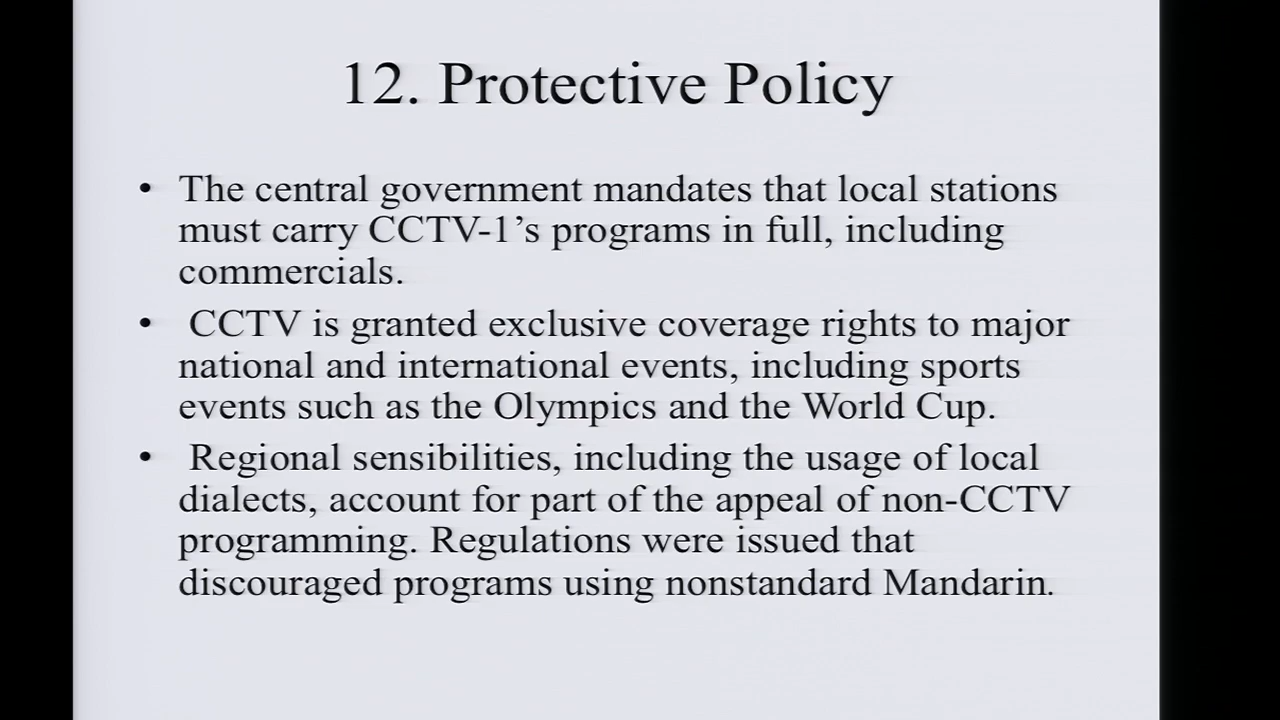 12. Protective Policy
• The central government mandates that local stations
must carry CCTV-1’s programs in full, including
commercials.
• CCTV is granted exclusive coverage rights to major
national and international events, including sports
events such as the Olympics and the World Cup.
• Regional sensibilities, including the usage of local
dialects, account for part of the appeal of non-CCTV
programming. Regulations were issued that
discouraged programs using nonstandard Mandarin.